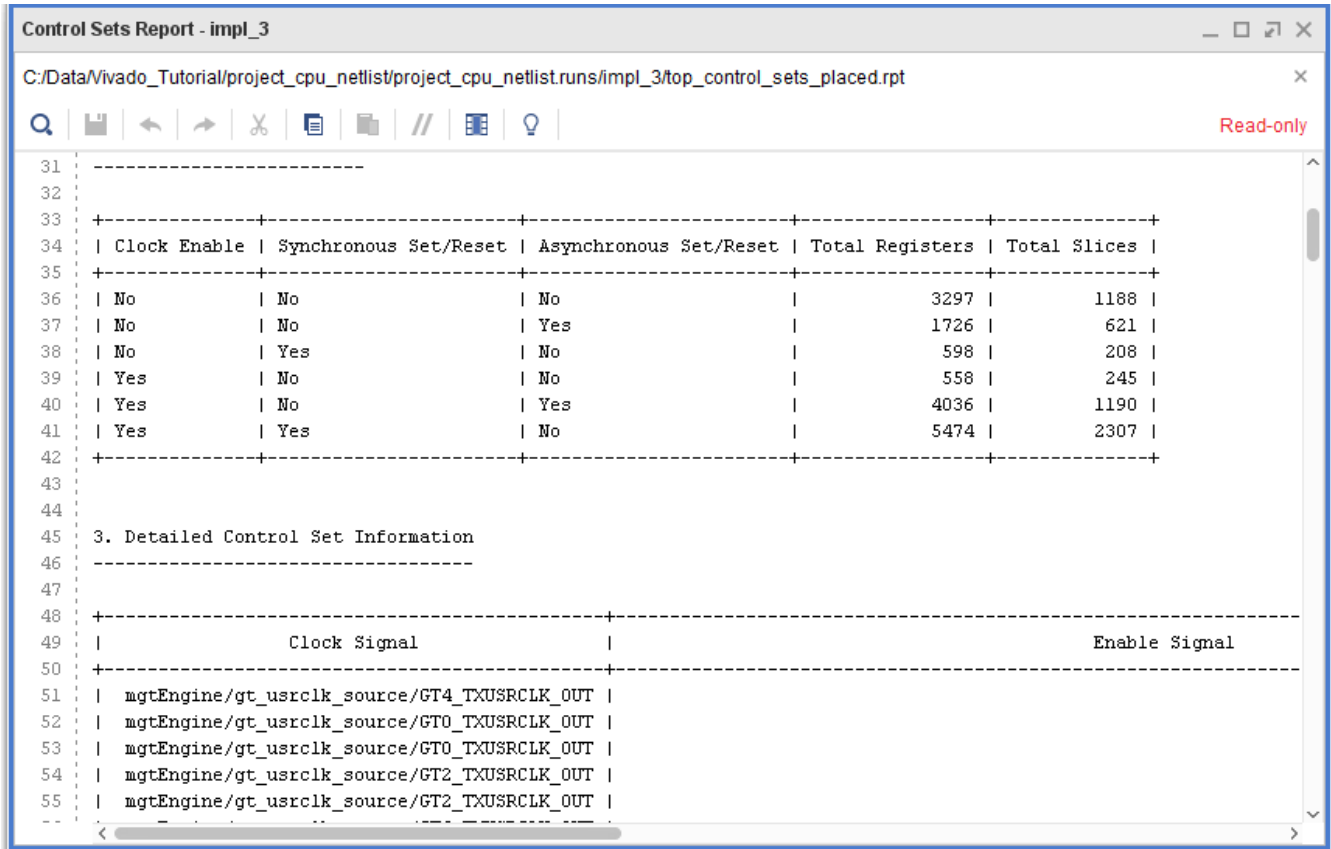 Control Sets Report - impl_3
C:/Data/Vivado_Tutorial/project_cpu_netlist/project_cpu_netlist.runs/impl_3/top_control_sets_placed.rpt
Read-only
31 -------------------------
32
33 +--------------+------------------------+-------------------------+------------------+--------------+
34 | Clock Enable | Synchronous Set/Reset | Asynchronous Set/Reset | Total Registers | Total Slices |
35 +--------------+------------------------+-------------------------+------------------+--------------+
36 | No | No | No | 3297 | 1188 |
37 | No | No | Yes | 1726 | 621 |
38 | No | Yes | No | 598 | 208 |
39 | Yes | No | No | 558 | 245 |
40 | Yes | No | Yes | 4036 | 1190 |
41 | Yes | Yes | No | 5474 | 2307 |
42 +--------------+------------------------+-------------------------+------------------+--------------+
43
44
45 3. Detailed Control Set Information
46 -----------------------------------
47
48 +-----------------------------------------------+----------------------------------------------------------------
49 | Clock Signal | Enable Signal
50 +-----------------------------------------------+----------------------------------------------------------------
51 | mgtEngine/gt_usrclk_source/GT4_TXUSRCLK_OUT |
52 | mgtEngine/gt_usrclk_source/GT0_TXUSRCLK_OUT |
53 | mgtEngine/gt_usrclk_source/GT0_TXUSRCLK_OUT |
54 | mgtEngine/gt_usrclk_source/GT2_TXUSRCLK_OUT |
55 | mgtEngine/gt_usrclk_source/GT2_TXUSRCLK_OUT |